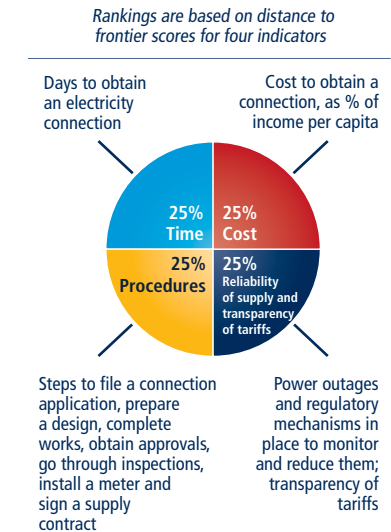 Rankings are based on distance to
frontier scores for four indicators
Days to obtain
an electricity
connection
Cost to obtain a
connection, as % of
income per capita
25%
Time
25%
Cost
25%
Procedures
25%
Reliability
of supply and
transparency
of tariffs
Steps to file a connection
application, prepare
a design, complete
works, obtain approvals,
go through inspections,
install a meter and
sign a supply
contract
Power outages
and regulatory
mechanisms in
place to monitor
and reduce them;
transparency of
tariffs